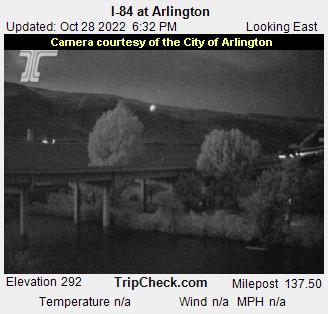 I-84 at Arlington
Updated: Oct 28 2022 6:32 PM Looking East
Camera courtesy of the City of Arlington
Elevation 292 TripCheck.com Milepost 137.50
Temperature n/a Wind n/a MPH n/a